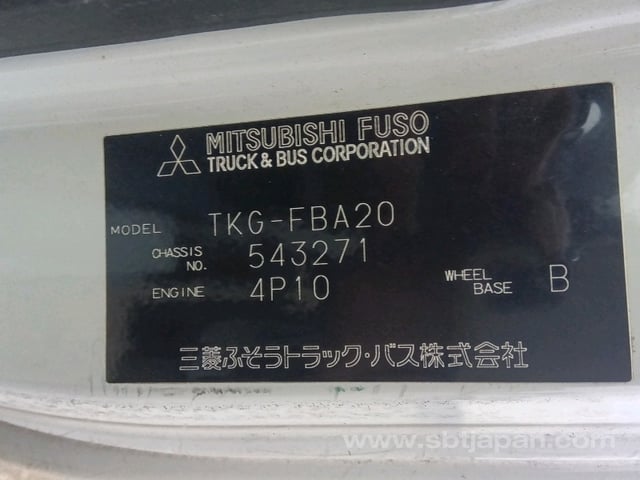 MITSUBISHI FUSO
TRUCK & BUS CORPORATION
MODEL TKG-FBA20
CHASSIS NO. 543271
ENGINE 4P10 WHEEL BASE B
三菱ふそうトラック・バス株式会社
www.sbtjapan.com